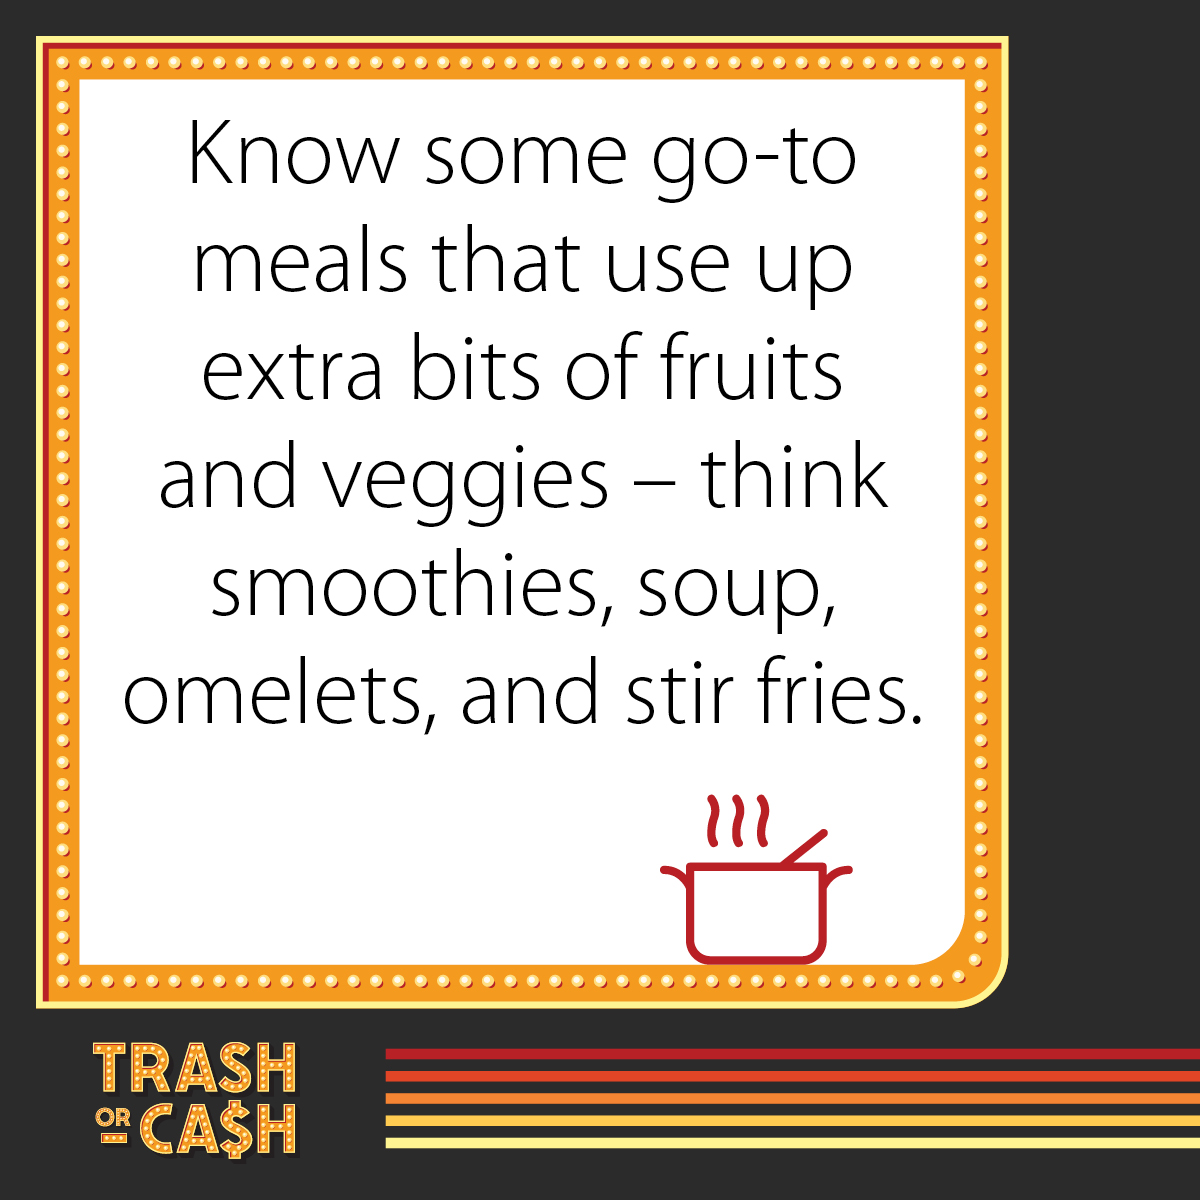 Know some go-to
meals that use up
extra bits of fruits
and veggies – think
smoothies, soup,
omelets, and stir fries.
TRASH
OR CA$H